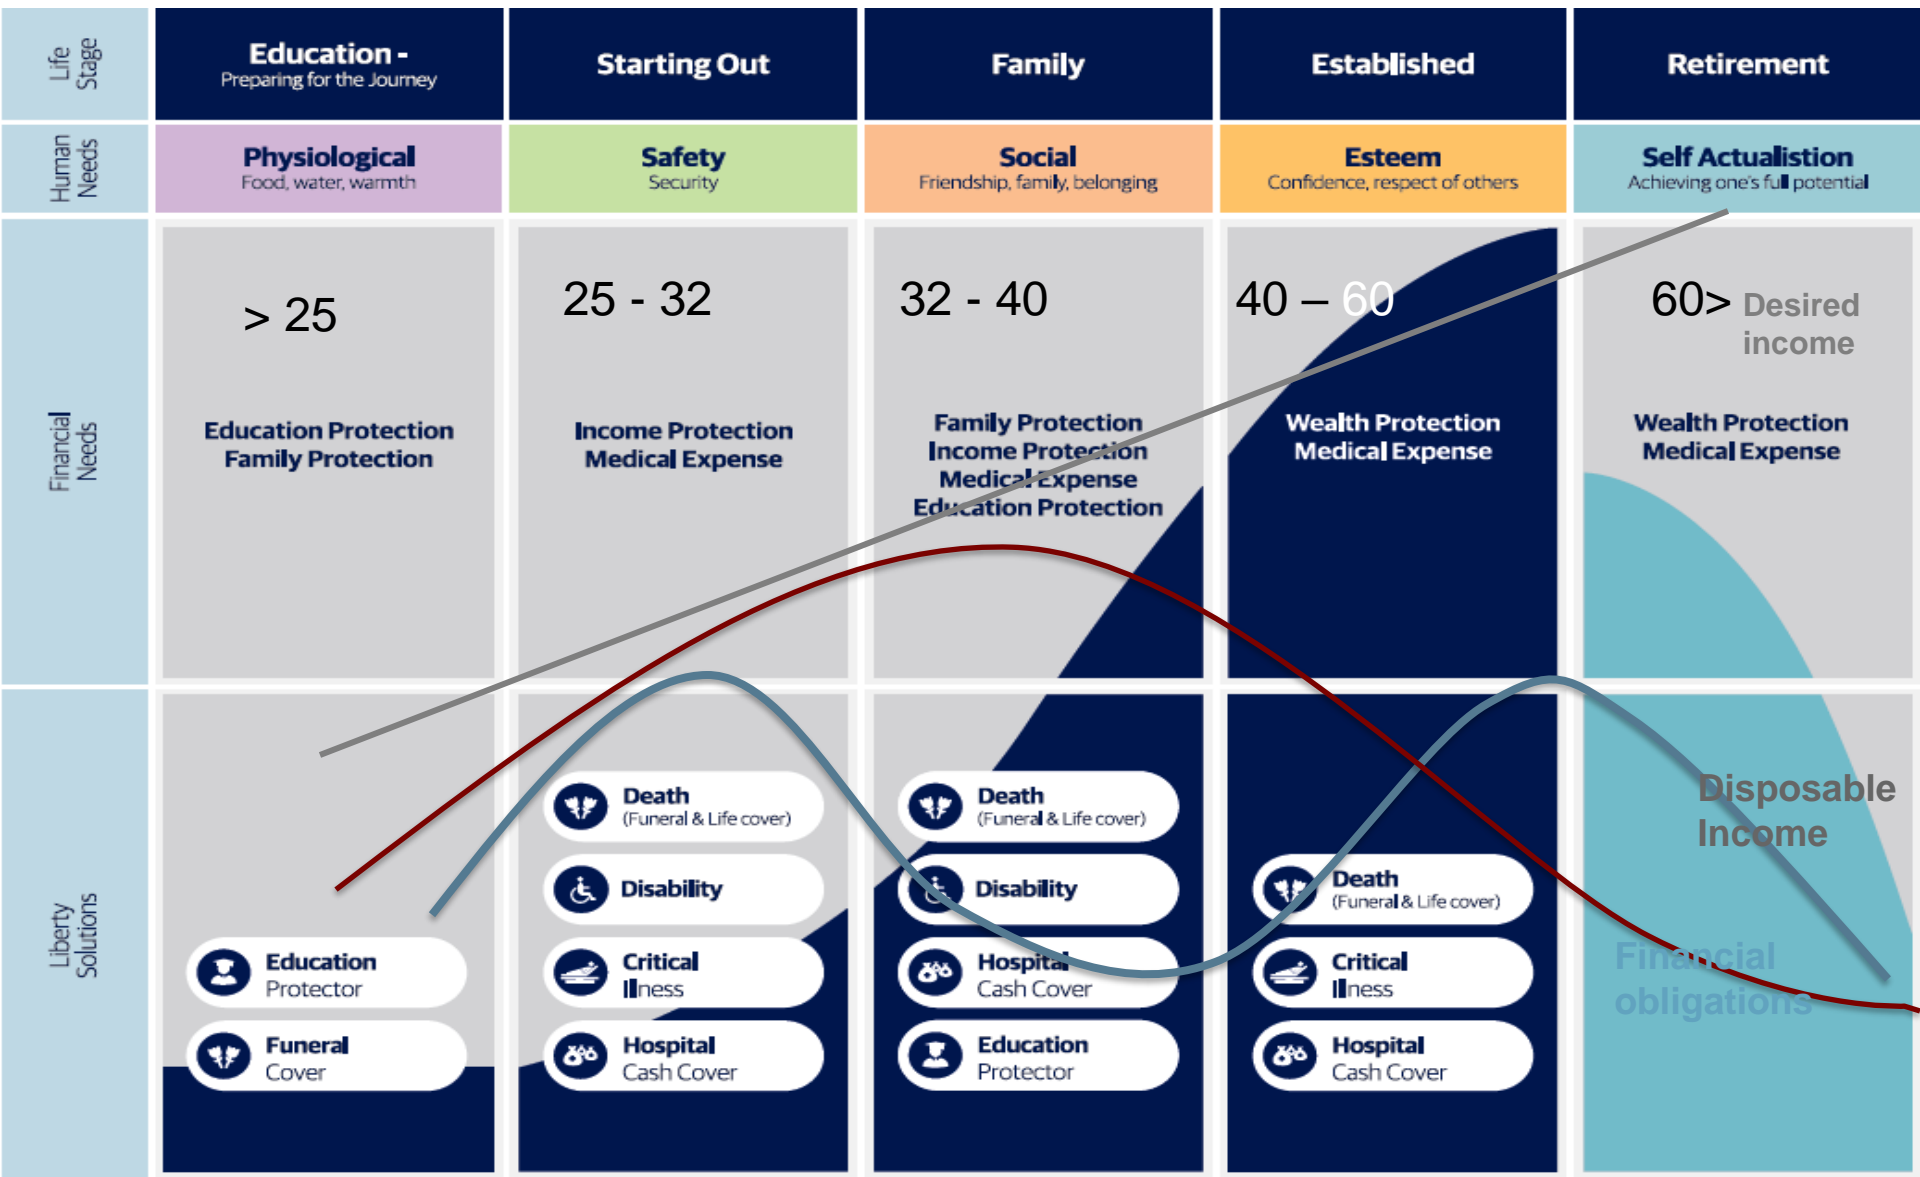 Life
Stage
Education -
Preparing for the Journey
Starting Out
Family
Established
Retirement
Human
Needs
Physiological
Food, water, warmth
Safety
Security
Social
Friendship, family, belonging
Esteem
Confidence, respect of others
Self Actualistion
Achieving one's full potential
Financial
Needs
> 25
25 - 32
32 - 40
40 – 60
60>
Desired
income
Education Protection
Family Protection
Income Protection
Medical Expense
Family Protection
Income Protection
Medical Expense
Education Protection
Wealth Protection
Medical Expense
Wealth Protection
Medical Expense
Liberty
Solutions
Education
Protector
Funeral
Cover
Death
(Funeral & Life cover)
Disability
Critical
Illness
Hospital
Cash Cover
Death
(Funeral & Life cover)
Disability
Hospital
Cash Cover
Education
Protector
Death
(Funeral & Life cover)
Critical
Illness
Hospital
Cash Cover
Disposable
Income
Financial
obligations